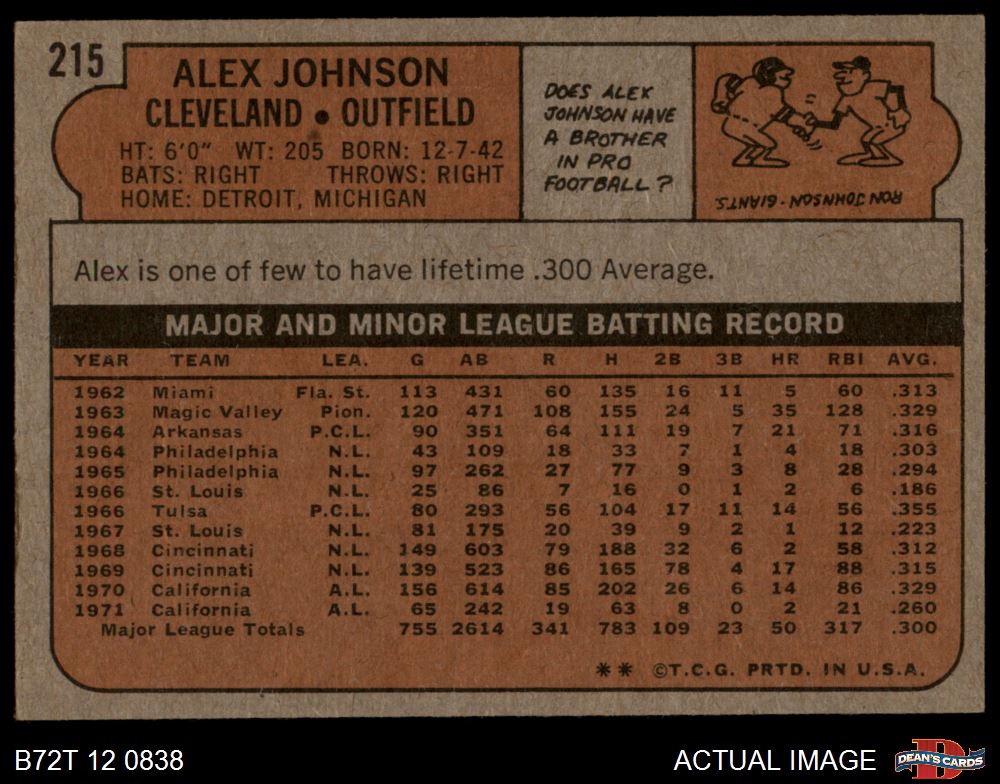 215
ALEX JOHNSON
CLEVELAND • OUTFIELD
HT: 6'0" WT: 205 BORN: 12-7-42
BATS: RIGHT THROWS: RIGHT
HOME: DETROIT, MICHIGAN
DOES ALEX
JOHNSON HAVE
A BROTHER
IN PRO
FOOTBALL?
RON JOHNSON-GIANTS.
Alex is one of few to have lifetime .300 Average.
MAJOR AND MINOR LEAGUE BATTING RECORD
YEAR TEAM LEA. G AB R H 2B 3B HR RBI AVG.
1962 Miami Fla. St. 113 431 60 135 16 11 5 60 .313
1963 Magic Valley Pion. 120 471 108 155 24 5 35 128 .329
1964 Arkansas P.C.L. 90 351 64 111 19 7 21 71 .316
1964 Philadelphia N.L. 43 109 18 33 7 1 4 18 .303
1965 Philadelphia N.L. 97 262 27 77 9 3 8 28 .294
1966 St. Louis N.L. 25 86 7 16 0 1 2 6 .186
1966 Tulsa P.C.L. 80 293 56 104 17 11 14 56 .355
1967 St. Louis N.L. 81 175 20 39 9 2 1 12 .223
1968 Cincinnati N.L. 149 603 79 188 32 6 2 58 .312
1969 Cincinnati N.L. 139 523 86 165 78 4 17 88 .315
1970 California A.L. 156 614 85 202 26 6 14 86 .329
1971 California A.L. 65 242 19 63 8 0 2 21 .260
Major League Totals 755 2614 341 783 109 23 50 317 .300
** ©T.C.G. PRTD. IN U.S.A.
B72T 12 0838 ACTUAL IMAGE
DEAN'S CARDS